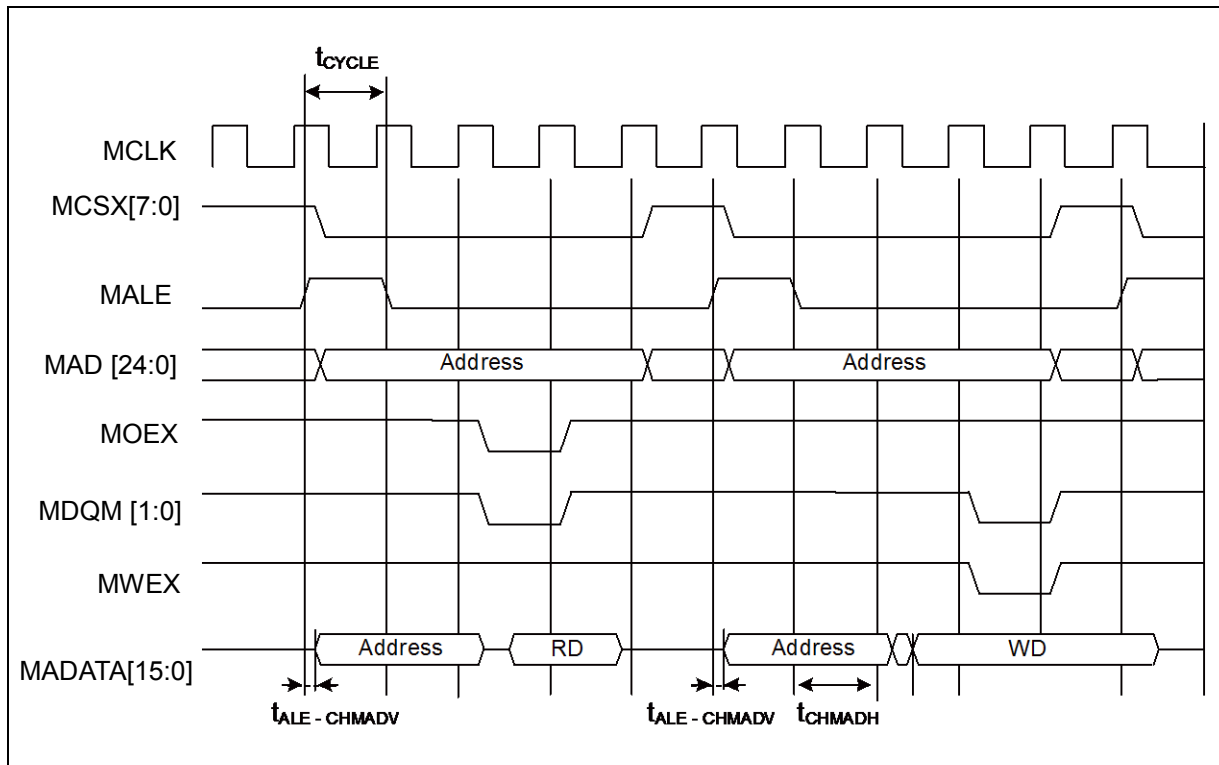 tCYCLE
MCLK
MCSX[7:0]
MALE
MAD [24:0]
Address Address
MOEX
MDQM [1:0]
MWEX
MADATA[15:0]
Address RD Address WD
tALE - CHMADV tALE - CHMADV tCHMADH